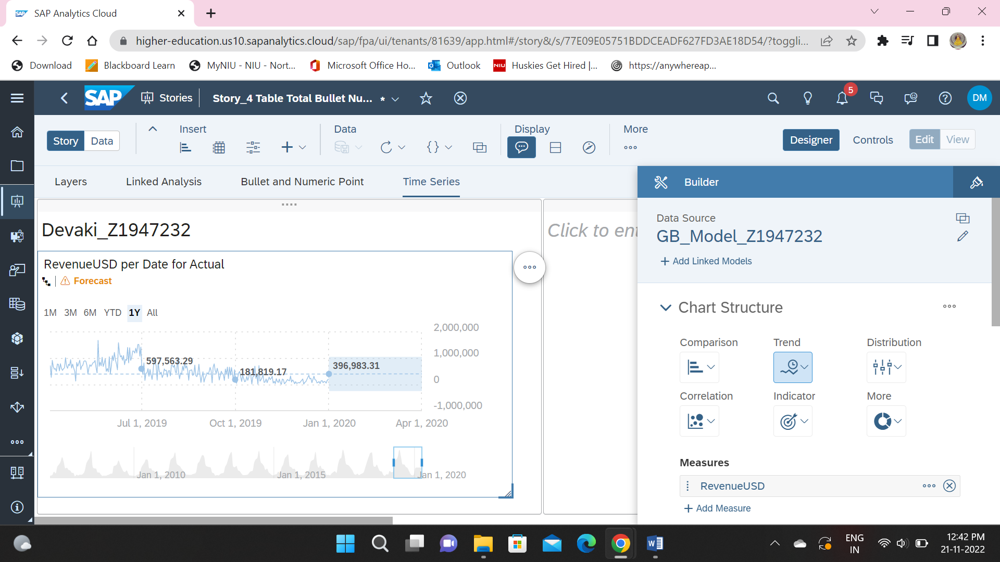 SAP SAP Analytics Cloud
higher-education.us10.sapanalytics.cloud/sap/fpa/ui/tenants/81639/app.html#/story&/s/77E09E05751BDDCEADF627FD3AE18D54/?toggli...
Download Blackboard Learn MyNIU - NIU - Nort... Microsoft Office Ho... Outlook NIU Huskies Get Hired |... https://anywhereap...
SAP Stories Story_4 Table Total Bullet Nu... * 5 DM
Insert Data Display More
Story Data Designer Controls Edit View
Layers Linked Analysis Bullet and Numeric Point Time Series
Builder
Devaki_Z1947232
Click to ent
Data Source
GB_Model_Z1947232
+ Add Linked Models
RevenueUSD per Date for Actual
Forecast
1M 3M 6M YTD 1Y All
2,000,000
1,000,000
0
-1,000,000
597,563.29
181,819.17
396,983.31
Jul 1, 2019 Oct 1, 2019 Jan 1, 2020 Apr 1, 2020
Jan 1, 2010 Jan 1, 2015 Jan 1, 2020
Chart Structure
Comparison Trend Distribution
Correlation Indicator More
Measures
RevenueUSD
+ Add Measure
W
ENG
IN
12:42 PM
21-11-2022